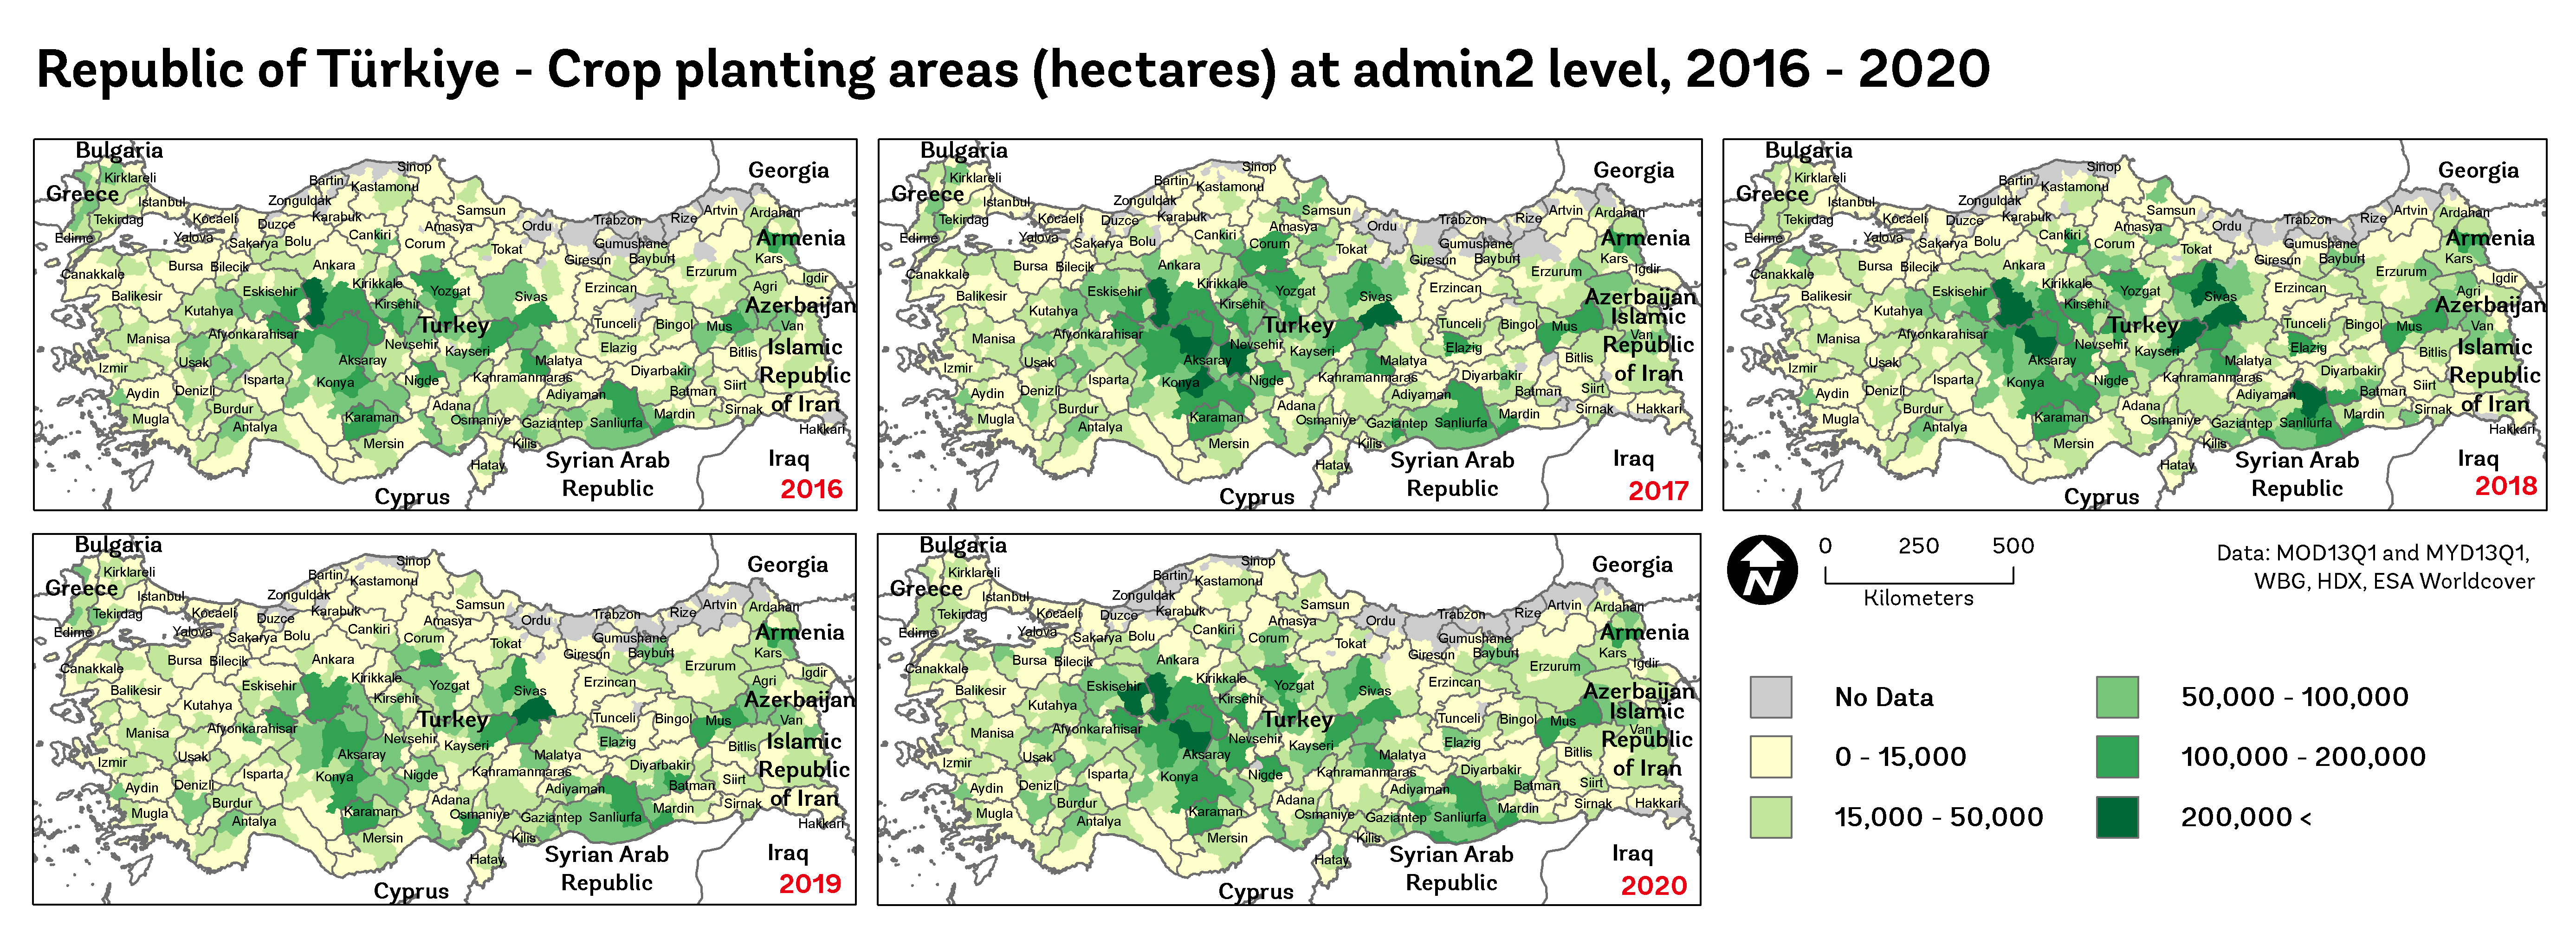 Republic of Türkiye - Crop planting areas (hectares) at admin2 level, 2016 - 2020
Bulgaria
Sinop
Georgia
Kirklareli
Bartin
Kastamonu
Greece
Istanbul
Zonguldak
Tekirdag
Kocaeli
Duzce
Karabuk
Samsun
Ordu
Trabzon
Rize
Artvin
Ardahan
Edirne
Yalova
Sakarya
Bolu
Cankiri
Corum
Amasya
Tokat
Giresun
Gumushane
Bayburt
Armenia
Kars
Canakkale
Bursa
Bilecik
Ankara
Erzurum
Igdir
Balikesir
Eskisehir
Kirikkale
Yozgat
Sivas
Erzincan
Agri
Kutahya
Kirsehir
Azerbaijan
Manisa
Afyonkarahisar
Turkey
Tunceli
Bingol
Mus
Van
Usak
Aksaray
Nevsehir
Kayseri
Malatya
Elazig
Bitlis
Islamic
Republic
of Iran
Izmir
Isparta
Konya
Nigde
Kahramanmaras
Diyarbakir
Siirt
Aydin
Denizli
Adiyaman
Batman
Mugla
Burdur
Antalya
Karaman
Adana
Osmaniye
Gaziantep
Sanliurfa
Mardin
Sirnak
Hakkari
Mersin
Kilis
Hatay
Syrian Arab
Republic
Iraq
Cyprus
2016
Bulgaria
Sinop
Georgia
Kirklareli
Bartin
Kastamonu
Greece
Istanbul
Zonguldak
Tekirdag
Kocaeli
Duzce
Karabuk
Samsun
Ordu
Trabzon
Rize
Artvin
Ardahan
Edirne
Yalova
Sakarya
Bolu
Cankiri
Corum
Amasya
Tokat
Giresun
Gumushane
Bayburt
Armenia
Kars
Canakkale
Bursa
Bilecik
Ankara
Erzurum
Igdir
Balikesir
Eskisehir
Kirikkale
Yozgat
Sivas
Erzincan
Azerbaijan
Kutahya
Kirsehir
Manisa
Afyonkarahisar
Turkey
Tunceli
Bingol
Mus
Islamic
Van
Republic
of Iran
Usak
Aksaray
Nevsehir
Kayseri
Malatya
Elazig
Bitlis
Izmir
Isparta
Konya
Nigde
Kahramanmaras
Diyarbakir
Siirt
Aydin
Denizli
Adiyaman
Batman
Mugla
Burdur
Antalya
Karaman
Adana
Osmaniye
Gaziantep
Sanliurfa
Mardin
Sirnak
Hakkari
Mersin
Kilis
Hatay
Syrian Arab
Republic
Iraq
Cyprus
2017
Bulgaria
Sinop
Georgia
Kirklareli
Bartin
Kastamonu
Greece
Istanbul
Zonguldak
Tekirdag
Kocaeli
Duzce
Karabuk
Samsun
Ordu
Trabzon
Rize
Artvin
Ardahan
Edirne
Yalova
Sakarya
Bolu
Cankiri
Corum
Amasya
Tokat
Giresun
Gumushane
Bayburt
Armenia
Kars
Canakkale
Bursa
Bilecik
Ankara
Erzurum
Igdir
Balikesir
Eskisehir
Kirikkale
Yozgat
Sivas
Erzincan
Agri
Kutahya
Kirsehir
Azerbaijan
Manisa
Afyonkarahisar
Turkey
Tunceli
Bingol
Mus
Van
Usak
Aksaray
Nevsehir
Kayseri
Malatya
Elazig
Bitlis
Islamic
Republic
of Iran
Izmir
Isparta
Konya
Nigde
Kahramanmaras
Diyarbakir
Siirt
Aydin
Denizli
Adiyaman
Batman
Mugla
Burdur
Antalya
Karaman
Adana
Osmaniye
Gaziantep
Sanliurfa
Mardin
Sirnak
Hakkari
Mersin
Kilis
Hatay
Syrian Arab
Republic
Iraq
Cyprus
2018
Bulgaria
Sinop
Georgia
Kirklareli
Bartin
Kastamonu
Greece
Istanbul
Zonguldak
Tekirdag
Kocaeli
Duzce
Karabuk
Samsun
Ordu
Trabzon
Rize
Artvin
Ardahan
Edirne
Yalova
Sakarya
Bolu
Cankiri
Corum
Amasya
Tokat
Giresun
Gumushane
Bayburt
Armenia
Kars
Canakkale
Bursa
Bilecik
Ankara
Erzurum
Igdir
Balikesir
Eskisehir
Kirikkale
Yozgat
Sivas
Erzincan
Agri
Kutahya
Kirsehir
Azerbaijan
Manisa
Afyonkarahisar
Turkey
Tunceli
Bingol
Mus
Van
Usak
Aksaray
Nevsehir
Kayseri
Malatya
Elazig
Bitlis
Islamic
Republic
of Iran
Izmir
Isparta
Konya
Nigde
Kahramanmaras
Diyarbakir
Siirt
Aydin
Denizli
Adiyaman
Batman
Mugla
Burdur
Antalya
Karaman
Adana
Osmaniye
Gaziantep
Sanliurfa
Mardin
Sirnak
Hakkari
Mersin
Kilis
Hatay
Syrian Arab
Republic
Iraq
Cyprus
2019
Bulgaria
Sinop
Georgia
Kirklareli
Bartin
Kastamonu
Greece
Istanbul
Zonguldak
Tekirdag
Kocaeli
Duzce
Karabuk
Samsun
Ordu
Trabzon
Rize
Artvin
Ardahan
Edirne
Yalova
Sakarya
Bolu
Cankiri
Corum
Amasya
Tokat
Giresun
Gumushane
Bayburt
Armenia
Kars
Canakkale
Bursa
Bilecik
Ankara
Erzurum
Igdir
Balikesir
Eskisehir
Kirikkale
Yozgat
Sivas
Erzincan
Azerbaijan
Kutahya
Kirsehir
Manisa
Afyonkarahisar
Turkey
Tunceli
Bingol
Mus
Islamic
Van
Republic
of Iran
Usak
Aksaray
Nevsehir
Kayseri
Malatya
Elazig
Bitlis
Izmir
Isparta
Konya
Nigde
Kahramanmaras
Diyarbakir
Siirt
Aydin
Denizli
Adiyaman
Batman
Mugla
Burdur
Antalya
Karaman
Adana
Osmaniye
Gaziantep
Sanliurfa
Mardin
Sirnak
Hakkari
Mersin
Kilis
Hatay
Syrian Arab
Republic
Iraq
Cyprus
2020
N
0 250 500
Kilometers
Data: MOD13Q1 and MYD13Q1,
WBG, HDX, ESA Worldcover
No Data
0 - 15,000
15,000 - 50,000
50,000 - 100,000
100,000 - 200,000
200,000 <